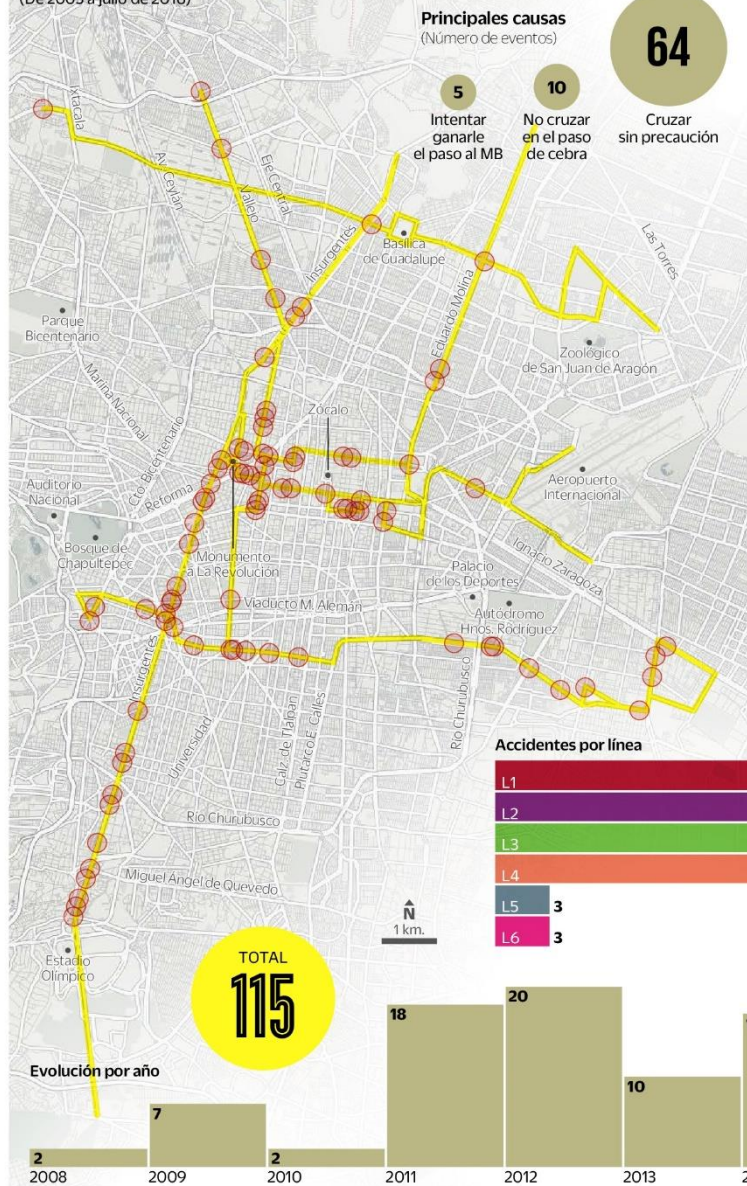 (De 2005 a julio de 2018)
Principales causas
(Número de eventos)
64
Cruzar
sin precaución
5
Intentar
ganarle
el paso al MB
10
No cruzar
en el paso
de cebra
Ixtacala
Av. Ceylán
Vallejo
Eje Central
Insurgentes
Basílica
de Guadalupe
Las Torres
Eduardo Molina
Parque
Bicentenario
Zoológico
de San Juan de Aragón
Marina Nacional
Cto. Bicentenario
Zócalo
Reforma
Auditorio
Nacional
Aeropuerto
Internacional
Bosque de
Chapultepec
Monumento
a La Revolución
Ignacio Zaragoza
Palacio
de los Deportes
Viaducto M. Alemán
Autódromo
Hnos. Rodríguez
Insurgentes
Universidad
Calz. de Tlalpan
Plutarco E. Calles
Río Churubusco
Río Churubusco
Miguel Angel de Quevedo
Estadio
Olímpico
N
1 km.
Accidentes por línea
L1
L2
L3
L4
L5 3
L6 3
TOTAL
115
Evolución por año
2
7
2
18
20
10
2008
2009
2010
2011
2012
2013